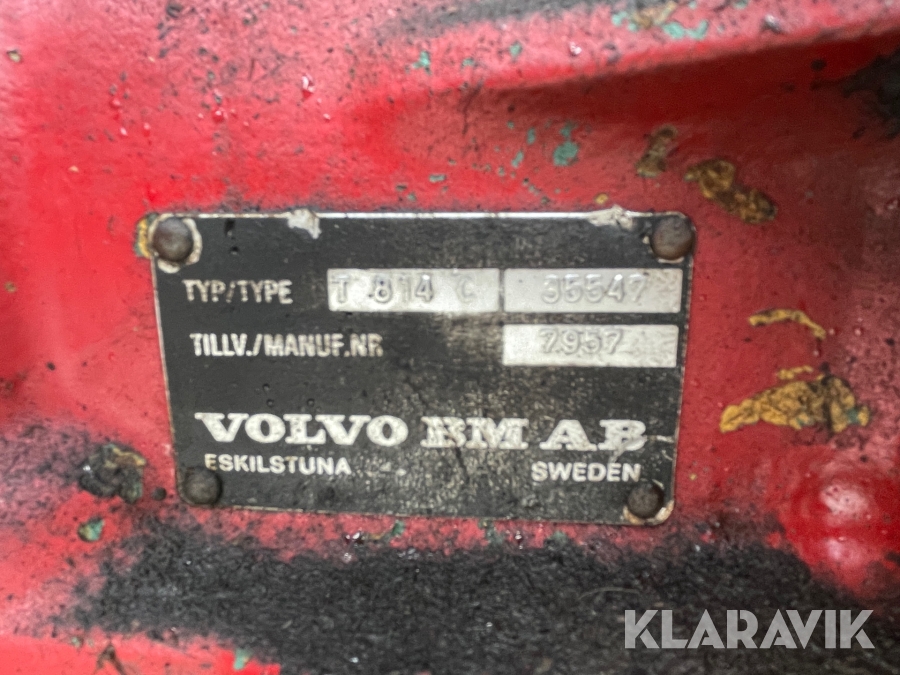 TYP/TYPE T 814 C 35547
TILLV./MANUF.NR 7957
VOLVO BM AB
ESKILSTUNA SWEDEN
KLARAVIK